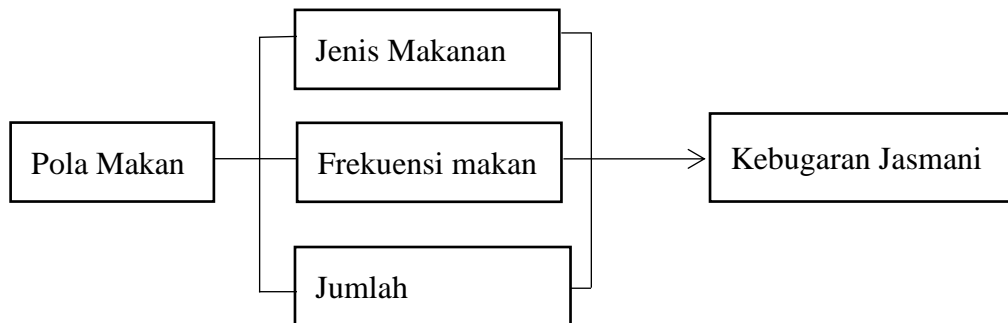 Jenis Makanan
Pola Makan
Frekuensi makan
Kebugaran Jasmani
Jumlah